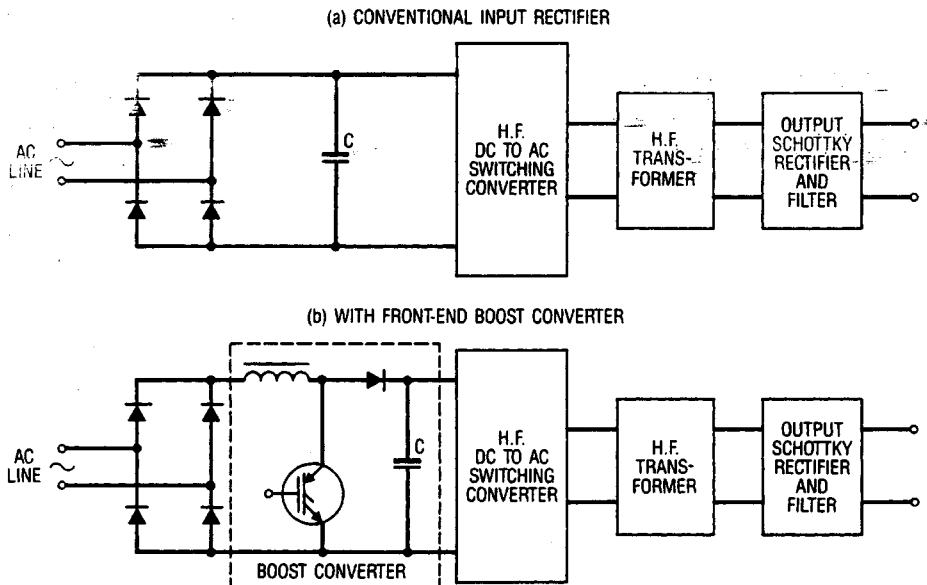 (a) CONVENTIONAL INPUT RECTIFIER
AC
LINE
C
H.F.
DC TO AC
SWITCHING
CONVERTER
H.F.
TRANS-
FORMER
OUTPUT
SCHOTTKY
RECTIFIER
AND
FILTER
(b) WITH FRONT-END BOOST CONVERTER
AC
LINE
C
BOOST CONVERTER
H.F.
DC TO AC
SWITCHING
CONVERTER
H.F.
TRANS-
FORMER
OUTPUT
SCHOTTKY
RECTIFIER
AND
FILTER